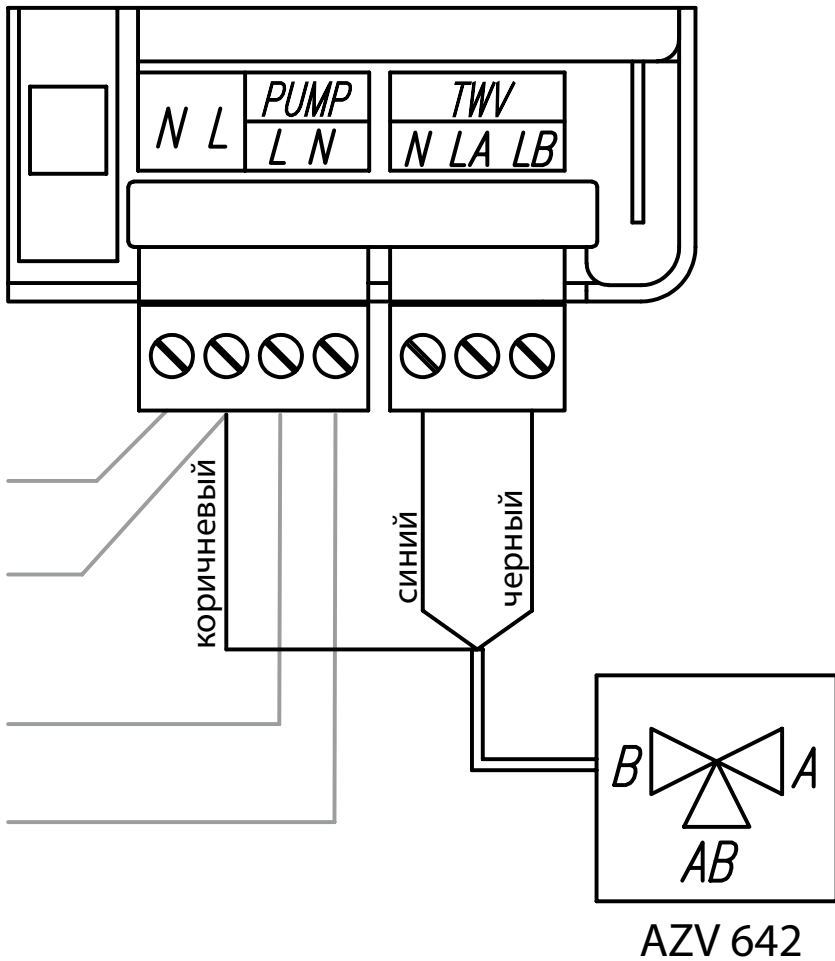 PUMP
TWV
N L
L N
N LA LB
коричневый
синий
черный
B
A
AB
AZV 642